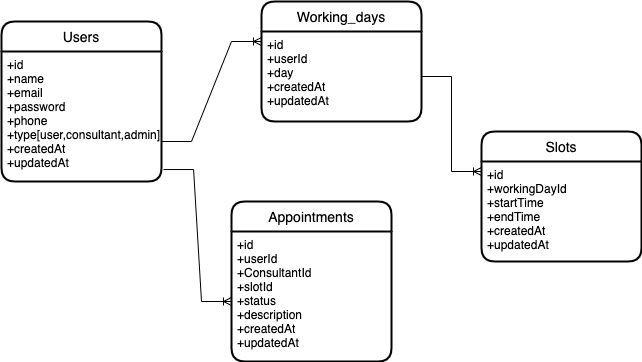 Users
+id
+name
+email
+password
+phone
+type[user,consultant,admin]
+createdAt
+updatedAt
Working_days
+id
+userId
+day
+createdAt
+updatedAt
Slots
+id
+workingDayId
+startTime
+endTime
+createdAt
+updatedAt
Appointments
+id
+userId
+ConsultantId
+slotId
+status
+description
+createdAt
+updatedAt